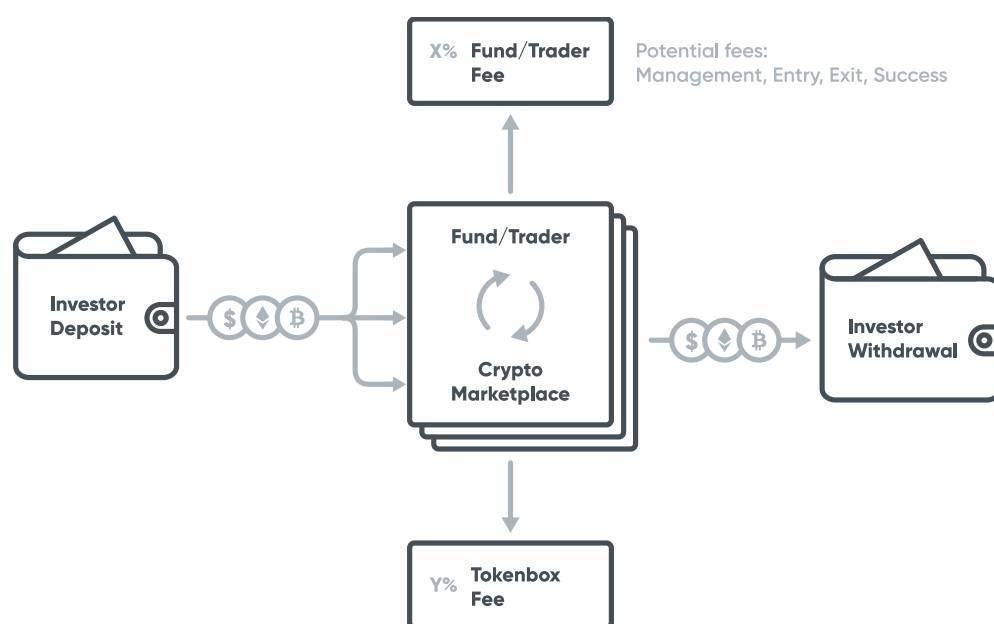 X% Fund/Trader
Fee
Potential fees:
Management, Entry, Exit, Success
Fund/Trader
Investor
Deposit
$
$
Investor
Withdrawal
Crypto
Marketplace
Y% Tokenbox
Fee